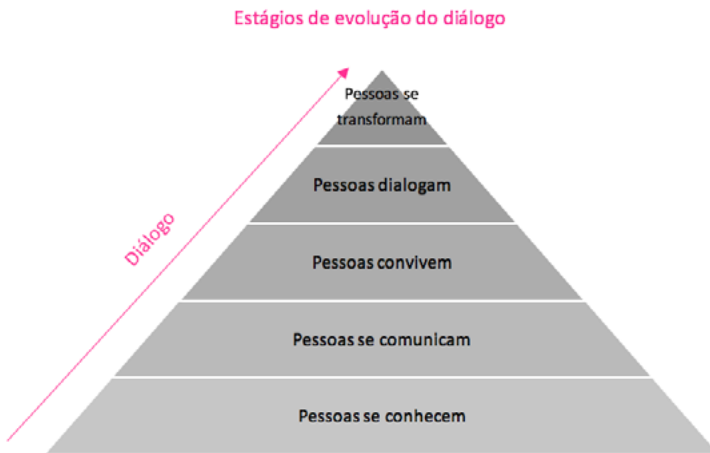 Estágios de evolução do diálogo
Pessoas se
transformam
Pessoas dialogam
Diálogo
Pessoas convivem
Pessoas se comunicam
Pessoas se conhecem